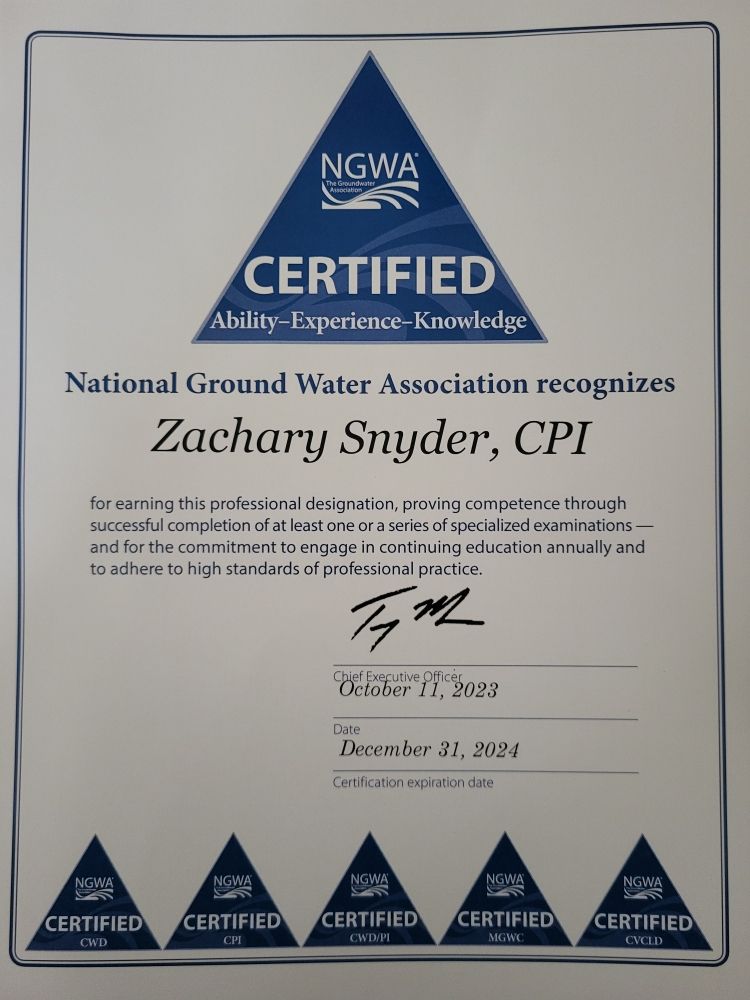 NGWA®
The Groundwater
Association
CERTIFIED
Ability–Experience–Knowledge
National Ground Water Association recognizes
Zachary Snyder, CPI
for earning this professional designation, proving competence through
successful completion of at least one or a series of specialized examinations —
and for the commitment to engage in continuing education annually and
to adhere to high standards of professional practice.
Chief Executive Officer
October 11, 2023
Date
December 31, 2024
Certification expiration date
NGWA NGWA NGWA NGWA NGWA
CERTIFIED CERTIFIED CERTIFIED CERTIFIED CERTIFIED
CWD CPI CWD/PI MGWC CVCLD